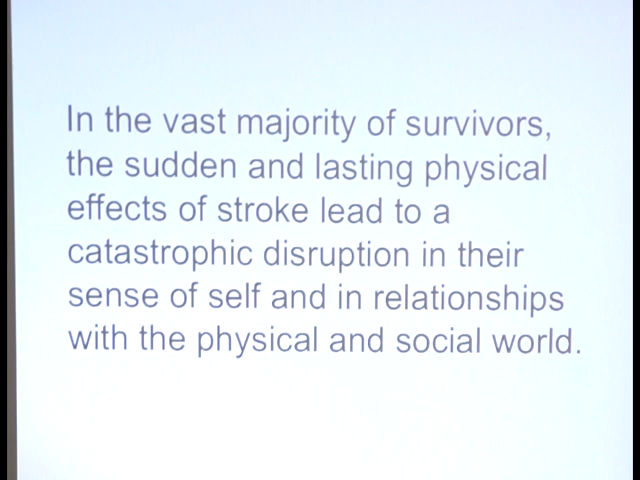 In the vast majority of survivors,
the sudden and lasting physical
effects of stroke lead to a
catastrophic disruption in their
sense of self and in relationships
with the physical and social world.